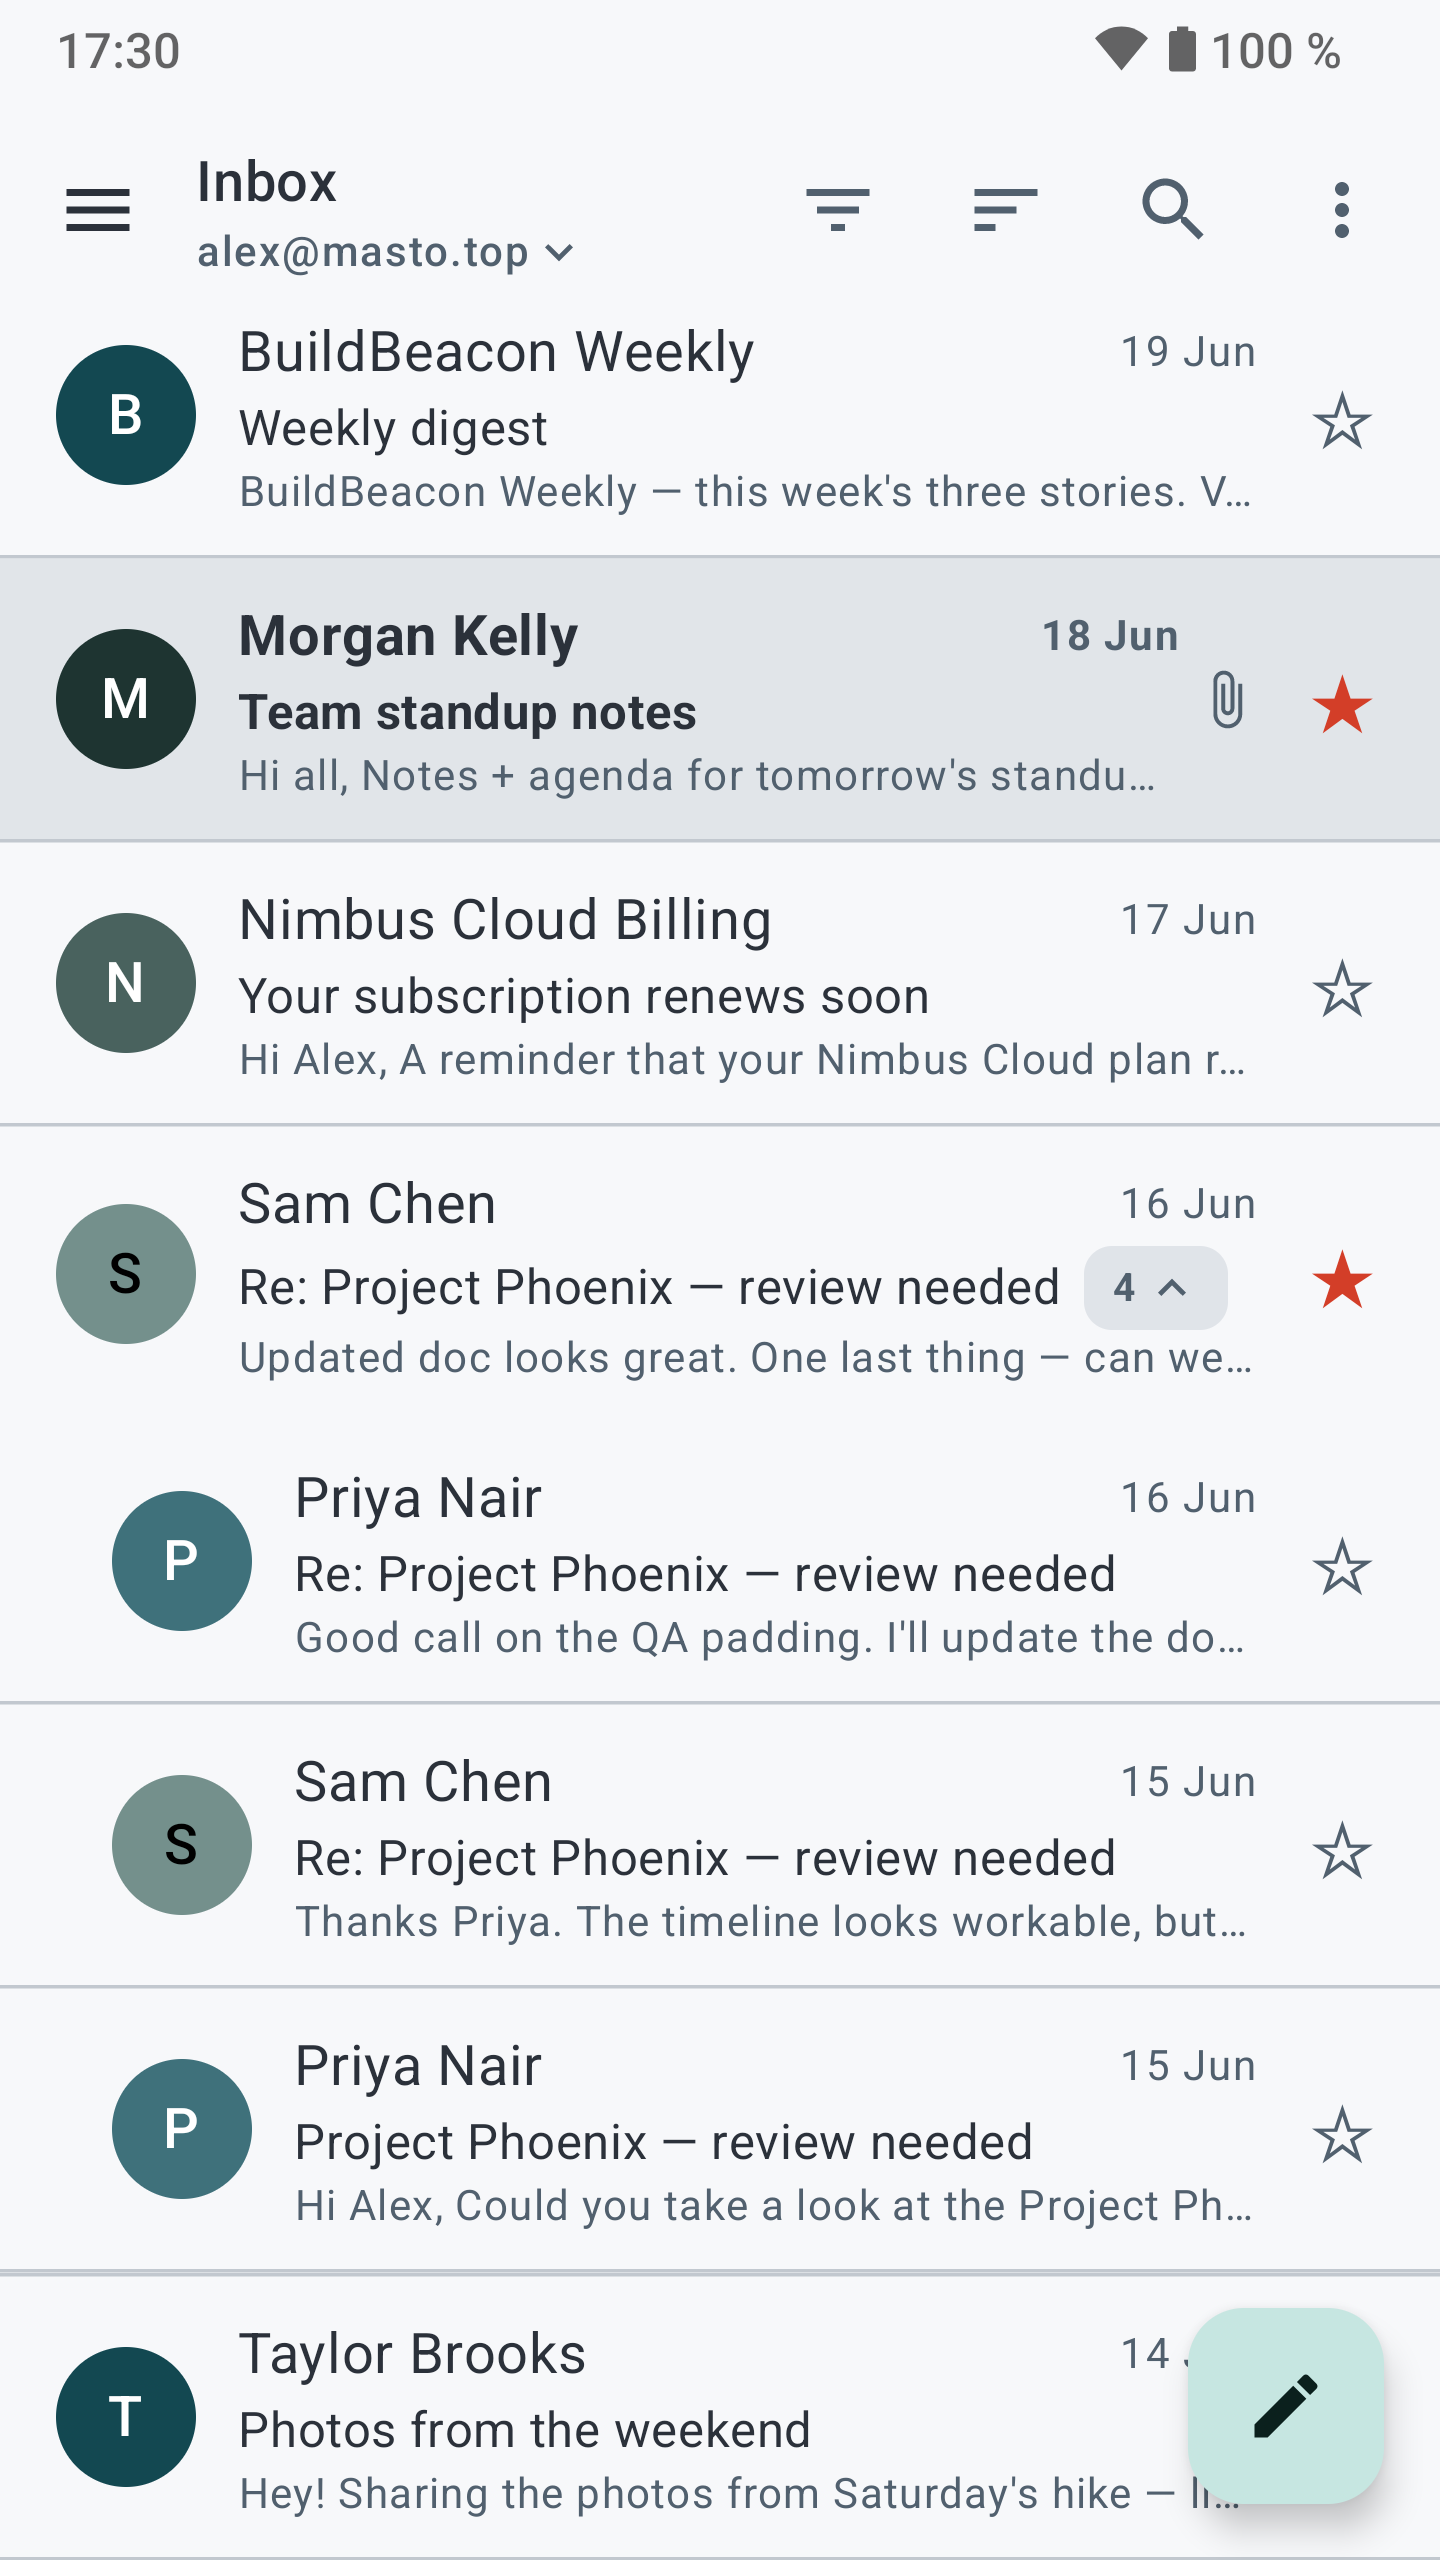 17:30 100 %
Inbox
alex@masto.top
B
BuildBeacon Weekly 19 Jun
Weekly digest
BuildBeacon Weekly — this week's three stories. V…
M
Morgan Kelly 18 Jun
Team standup notes
Hi all, Notes + agenda for tomorrow's standu…
N
Nimbus Cloud Billing 17 Jun
Your subscription renews soon
Hi Alex, A reminder that your Nimbus Cloud plan r…
S
Sam Chen 16 Jun
Re: Project Phoenix — review needed 4
Updated doc looks great. One last thing — can we…
P
Priya Nair 16 Jun
Re: Project Phoenix — review needed
Good call on the QA padding. I'll update the do…
S
Sam Chen 15 Jun
Re: Project Phoenix — review needed
Thanks Priya. The timeline looks workable, but…
P
Priya Nair 15 Jun
Project Phoenix — review needed
Hi Alex, Could you take a look at the Project Ph…
T
Taylor Brooks 14
Photos from the weekend
Hey! Sharing the photos from Saturday's hike —